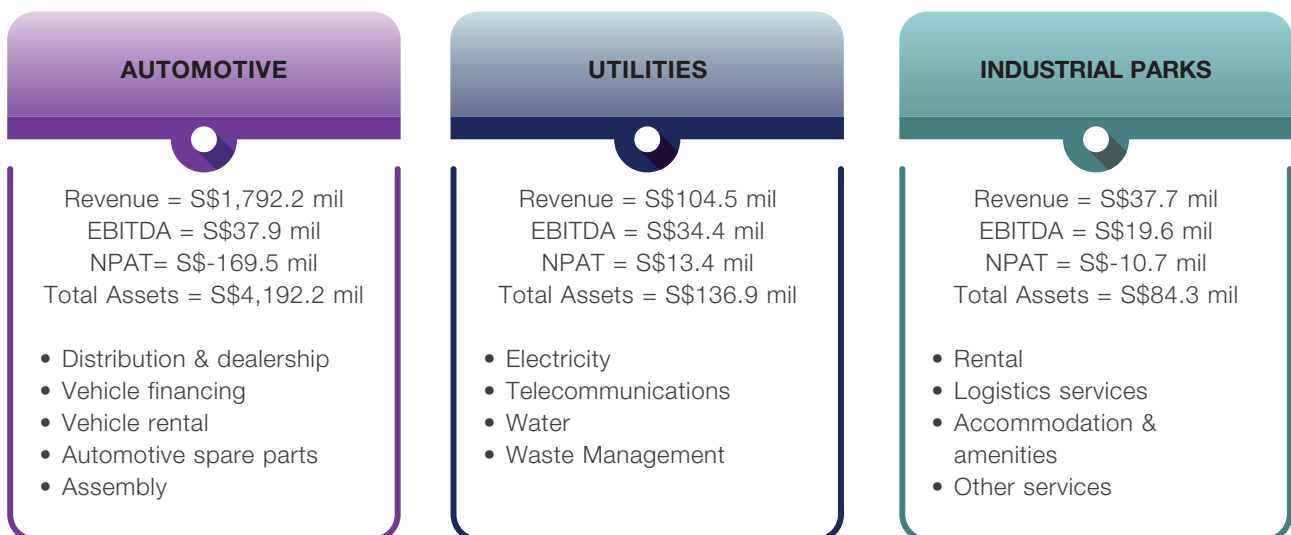 AUTOMOTIVE
Revenue = S$1,792.2 mil
EBITDA = S$37.9 mil
NPAT= S$-169.5 mil
Total Assets = S$4,192.2 mil
• Distribution & dealership
• Vehicle financing
• Vehicle rental
• Automotive spare parts
• Assembly
UTILITIES
Revenue = S$104.5 mil
EBITDA = S$34.4 mil
NPAT = S$13.4 mil
Total Assets = S$136.9 mil
• Electricity
• Telecommunications
• Water
• Waste Management
INDUSTRIAL PARKS
Revenue = S$37.7 mil
EBITDA = S$19.6 mil
NPAT = S$-10.7 mil
Total Assets = S$84.3 mil
• Rental
• Logistics services
• Accommodation &
amenities
• Other services